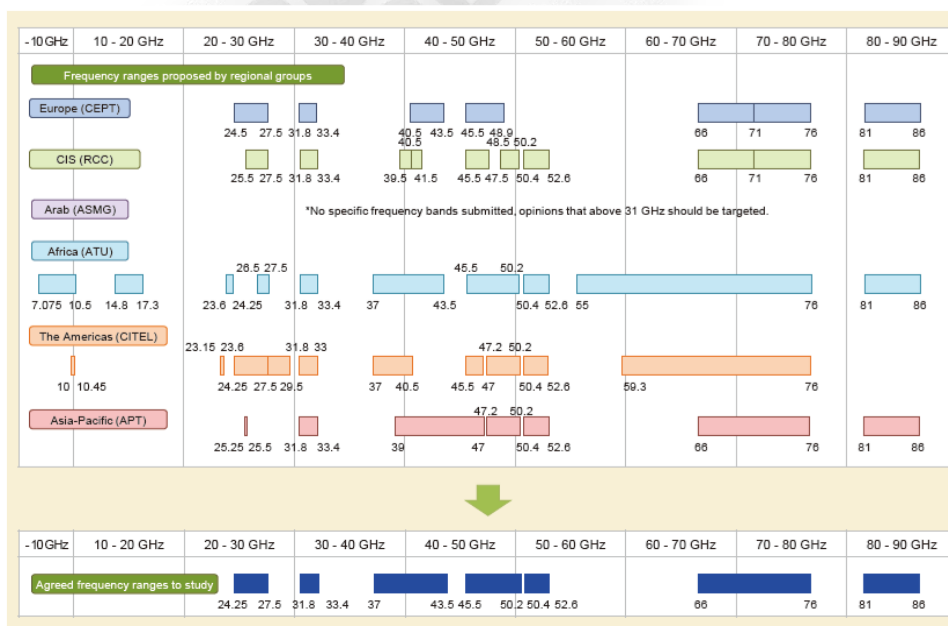 -10GHz 10 - 20 GHz 20 - 30 GHz 30 - 40 GHz 40 - 50 GHz 50 - 60 GHz 60 - 70 GHz 70 - 80 GHz 80 - 90 GHz
Frequency ranges proposed by regional groups
Europe (CEPT)
24.5 27.5 31.8 33.4 40.5 43.5 45.5 48.9 66 71 76 81 86
40.5 48.5 50.2
CIS (RCC)
25.5 27.5 31.8 33.4 39.5 41.5 45.5 47.5 50.4 52.6 66 71 76 81 86
Arab (ASMG) *No specific frequency bands submitted, opinions that above 31 GHz should be targeted.
Africa (ATU)
26.5 27.5 45.5 50.2
7.075 10.5 14.8 17.3 23.6 24.25 31.8 33.4 37 43.5 50.4 52.6 55 76 81 86
The Americas (CITEL)
23.15 23.6 31.8 33 47.2 50.2
10 10.45 24.25 27.5 29.5 37 40.5 45.5 47 50.4 52.6 59.3 76
Asia-Pacific (APT)
47.2 50.2
25.25 25.5 31.8 33.4 39 47 50.4 52.6 66 76 81 86
-10GHz 10 - 20 GHz 20 - 30 GHz 30 - 40 GHz 40 - 50 GHz 50 - 60 GHz 60 - 70 GHz 70 - 80 GHz 80 - 90 GHz
Agreed frequency ranges to study
24.25 27.5 31.8 33.4 37 43.5 45.5 50.2 50.4 52.6 66 76 81 86